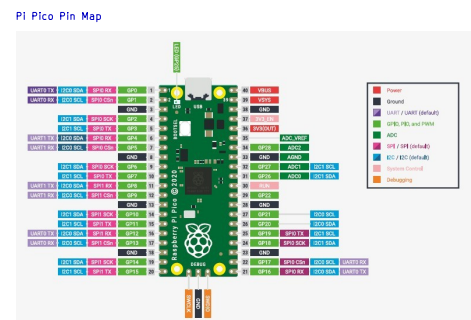 Pi Pico Pin Map
LED (GP25)
UART0 TX I2C0 SDA SPI0 RX GP0 1
UART0 RX I2C0 SCL SPI0 CSn GP1 2
GND 3
I2C1 SDA SPI0 SCK GP2 4
I2C1 SCL SPI0 TX GP3 5
UART1 TX I2C0 SDA SPI0 RX GP4 6
UART1 RX I2C0 SCL SPI0 CSn GP5 7
GND 8
I2C1 SDA SPI0 SCK GP6 9
I2C1 SCL SPI0 TX GP7 10
UART1 TX I2C0 SDA SPI1 RX GP8 11
UART1 RX I2C0 SCL SPI1 CSn GP9 12
GND 13
I2C1 SDA SPI1 SCK GP10 14
I2C1 SCL SPI1 TX GP11 15
UART0 TX I2C0 SDA SPI1 RX GP12 16
UART0 RX I2C0 SCL SPI1 CSn GP13 17
GND 18
I2C1 SDA SPI1 SCK GP14 19
I2C1 SCL SPI1 TX GP15 20
LED
USB
BOOTSEL
Raspberry Pi Pico © 2020
DEBUG
40 VBUS
39 VSYS
38 GND
37 3V3_EN
36 3V3(OUT)
35 ADC_VREF
34 GP28 ADC2
33 GND AGND
32 GP27 ADC1 I2C1 SCL
31 GP26 ADC0 I2C1 SDA
30 RUN
29 GP22
28 GND
27 GP21 I2C0 SCL
26 GP20 I2C0 SDA
25 GP19 SPI0 TX I2C1 SCL
24 GP18 SPI0 SCK I2C1 SDA
23 GND
22 GP17 SPI0 CSn I2C0 SCL UART0 RX
21 GP16 SPI0 RX I2C0 SDA UART0 TX
SWCLK
GND
SWDIO
Power
Ground
UART / UART (default)
GPIO, PIO, and PWM
ADC
SPI / SPI (default)
I2C / I2C (default)
System Control
Debugging